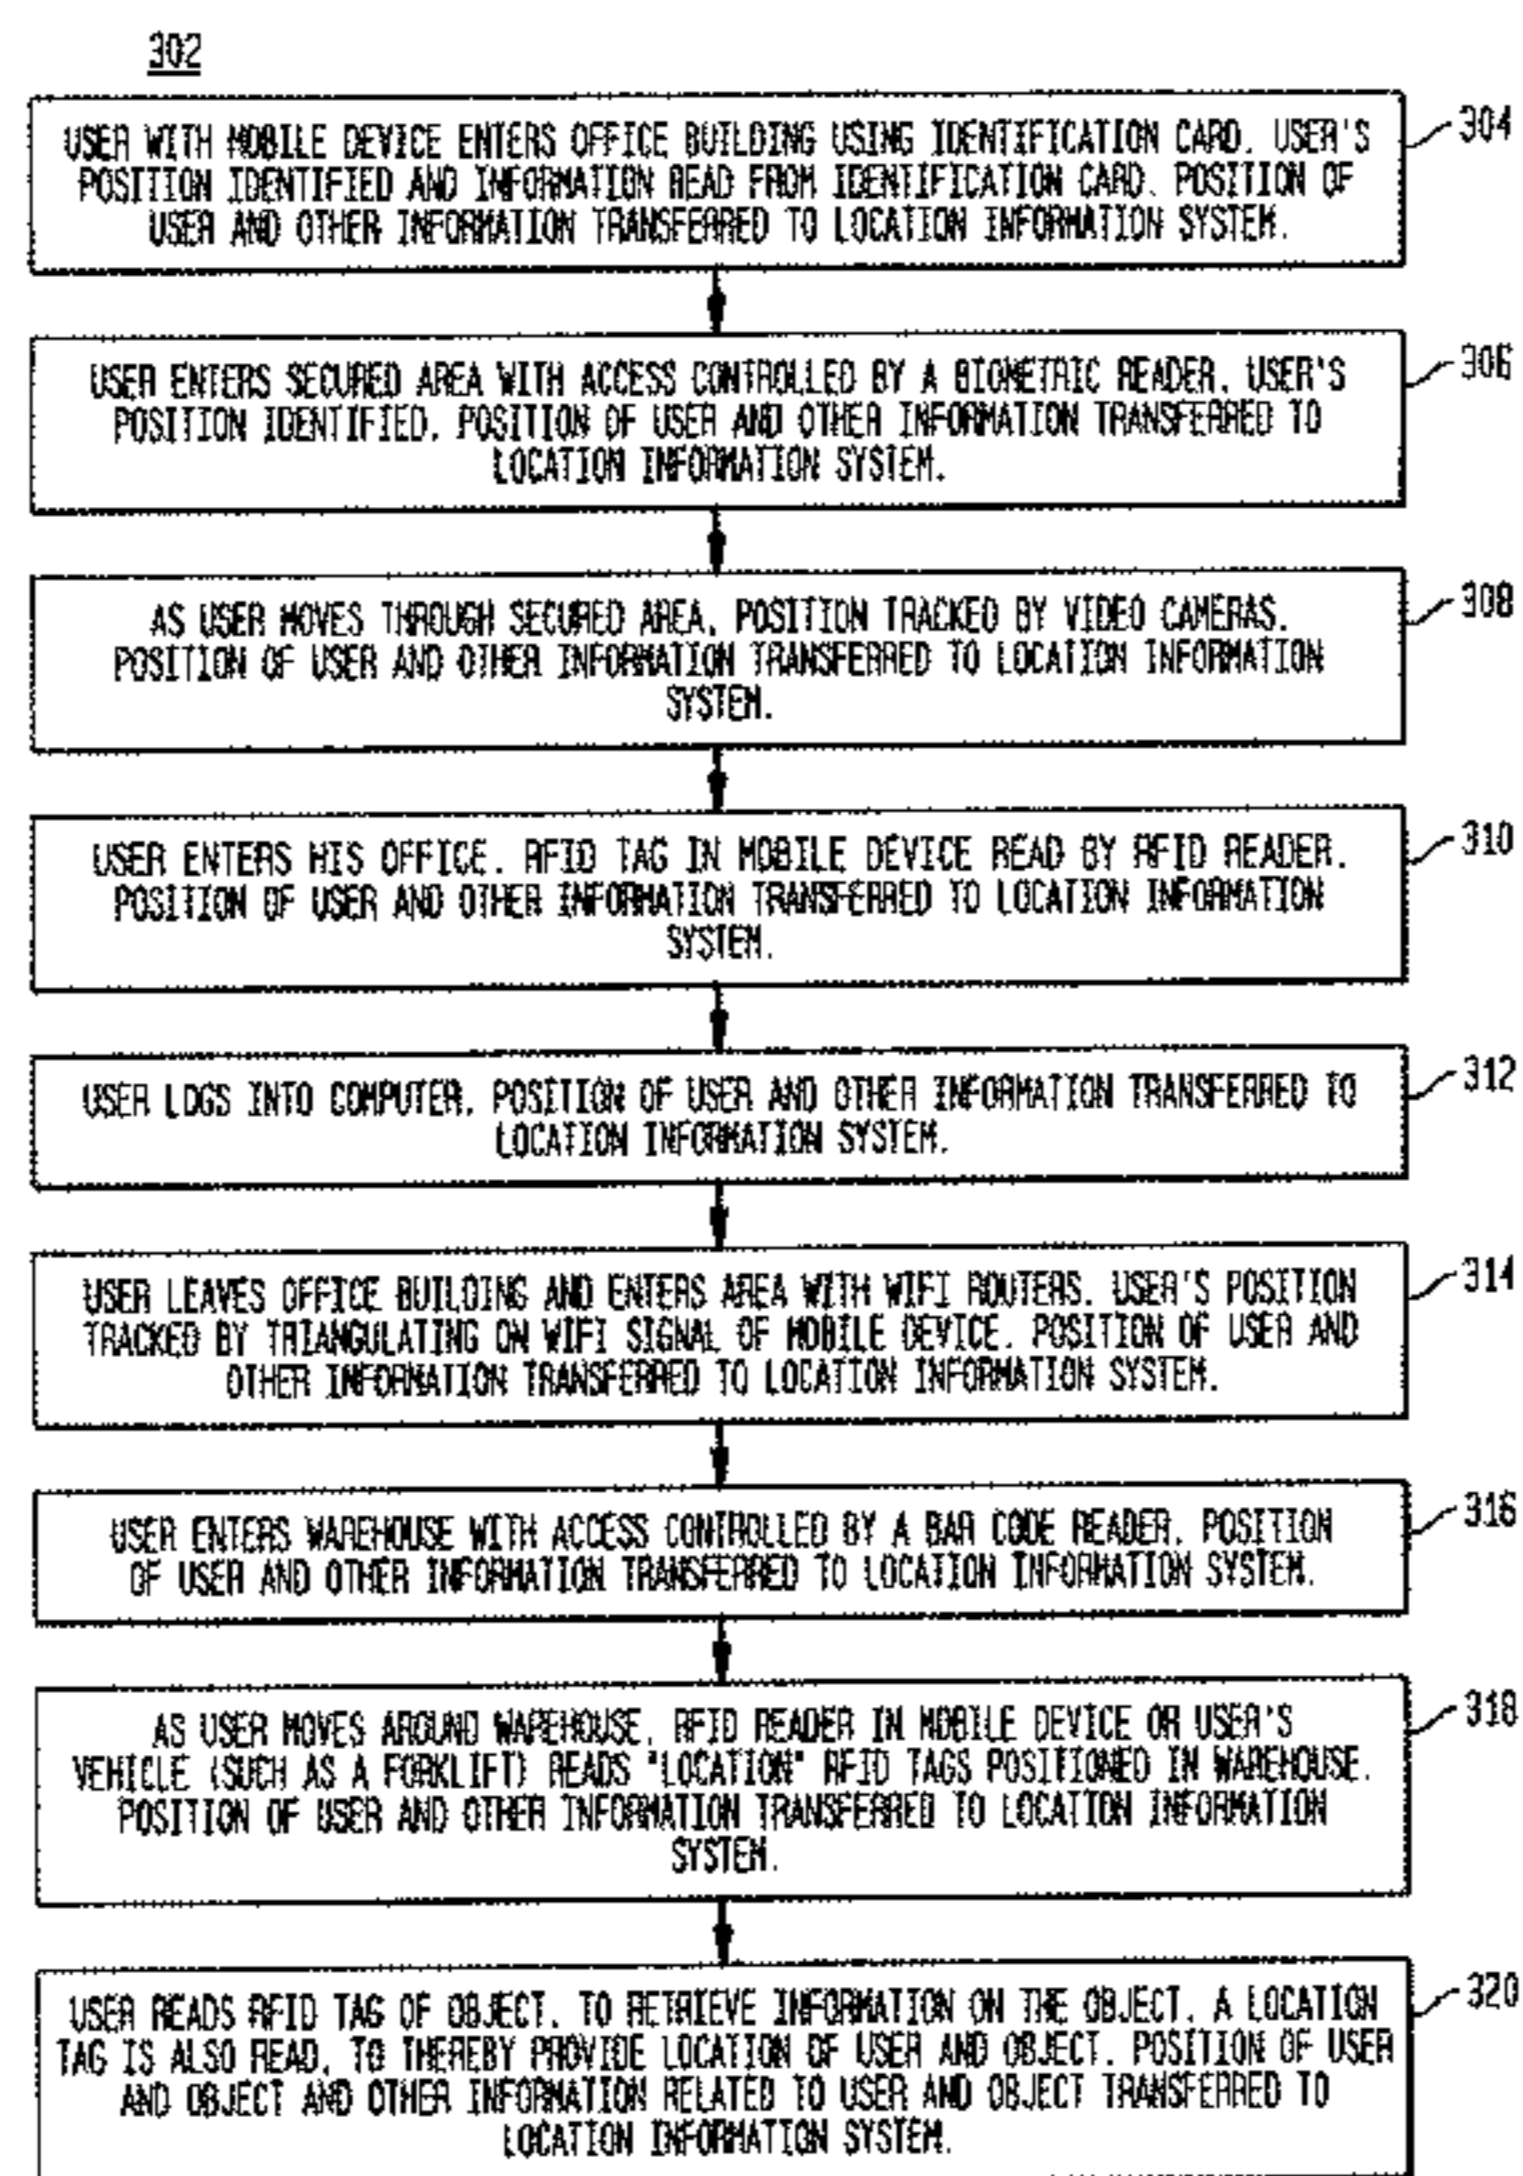 302
USER WITH MOBILE DEVICE ENTERS OFFICE BUILDING USING IDENTIFICATION CARD. USER'S
POSITION IDENTIFIED AND INFORMATION READ FROM IDENTIFICATION CARD. POSITION OF
USER AND OTHER INFORMATION TRANSFERRED TO LOCATION INFORMATION SYSTEM.
304
USER ENTERS SECURED AREA WITH ACCESS CONTROLLED BY A BIOMETRIC READER. USER'S
POSITION IDENTIFIED. POSITION OF USER AND OTHER INFORMATION TRANSFERRED TO
LOCATION INFORMATION SYSTEM.
306
AS USER MOVES THROUGH SECURED AREA, POSITION TRACKED BY VIDEO CAMERAS.
POSITION OF USER AND OTHER INFORMATION TRANSFERRED TO LOCATION INFORMATION
SYSTEM.
308
USER ENTERS HIS OFFICE. RFID TAG IN MOBILE DEVICE READ BY RFID READER.
POSITION OF USER AND OTHER INFORMATION TRANSFERRED TO LOCATION INFORMATION
SYSTEM.
310
USER LOGS INTO COMPUTER. POSITION OF USER AND OTHER INFORMATION TRANSFERRED TO
LOCATION INFORMATION SYSTEM.
312
USER LEAVES OFFICE BUILDING AND ENTERS AREA WITH WIFI ROUTERS. USER'S POSITION
TRACKED BY TRIANGULATING ON WIFI SIGNAL OF MOBILE DEVICE. POSITION OF USER AND
OTHER INFORMATION TRANSFERRED TO LOCATION INFORMATION SYSTEM.
314
USER ENTERS WAREHOUSE WITH ACCESS CONTROLLED BY A BAR CODE READER. POSITION
OF USER AND OTHER INFORMATION TRANSFERRED TO LOCATION INFORMATION SYSTEM.
316
AS USER MOVES AROUND WAREHOUSE, RFID READER IN MOBILE DEVICE OR USER'S
VEHICLE (SUCH AS A FORKLIFT) READS "LOCATION" RFID TAGS POSITIONED IN WAREHOUSE.
POSITION OF USER AND OTHER INFORMATION TRANSFERRED TO LOCATION INFORMATION
SYSTEM.
318
USER READS RFID TAG OF OBJECT, TO RETRIEVE INFORMATION ON THE OBJECT. A LOCATION
TAG IS ALSO READ, TO THEREBY PROVIDE LOCATION OF USER AND OBJECT. POSITION OF USER
AND OBJECT AND OTHER INFORMATION RELATED TO USER AND OBJECT TRANSFERRED TO
LOCATION INFORMATION SYSTEM.
320